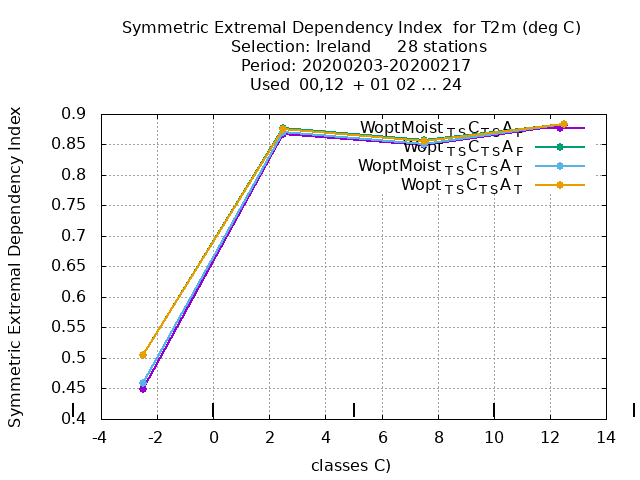 Symmetric Extremal Dependency Index for T2m (deg C)
Selection: Ireland 28 stations
Period: 20200203-20200217
Used 00,12 + 01 02 ... 24
Symmetric Extremal Dependency Index
0.9
0.85
0.8
0.75
0.7
0.65
0.6
0.55
0.5
0.45
0.4
WoptMoist TS C TS A
Wopt TS C TS A F
WoptMoist TS C TS A T
Wopt TS C TS A T
-4 -2 0 2 4 6 8 10 12 14
classes C)